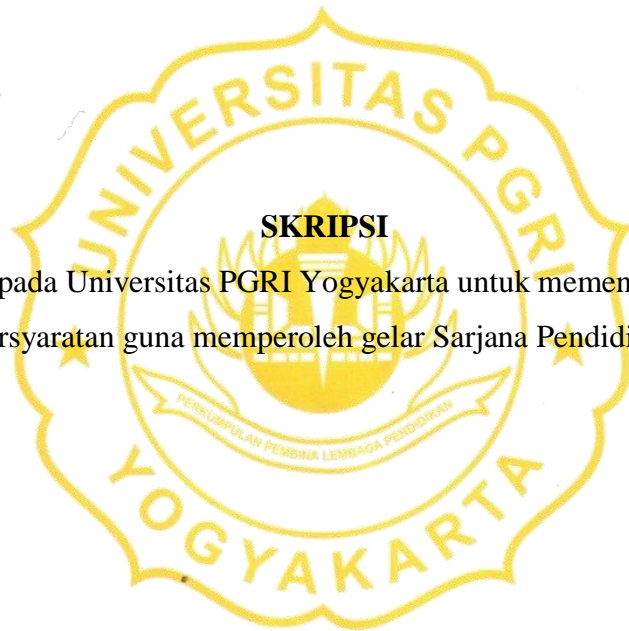 UNIVERSITAS PGRI
SKRIPSI
pada Universitas PGRI Yogyakarta untuk memen
rsyaratan guna memperoleh gelar Sarjana Pendidi
PERKUMPULAN PEMBINA LEMBAGA PENDIDIKAN
YOGYAKARTA